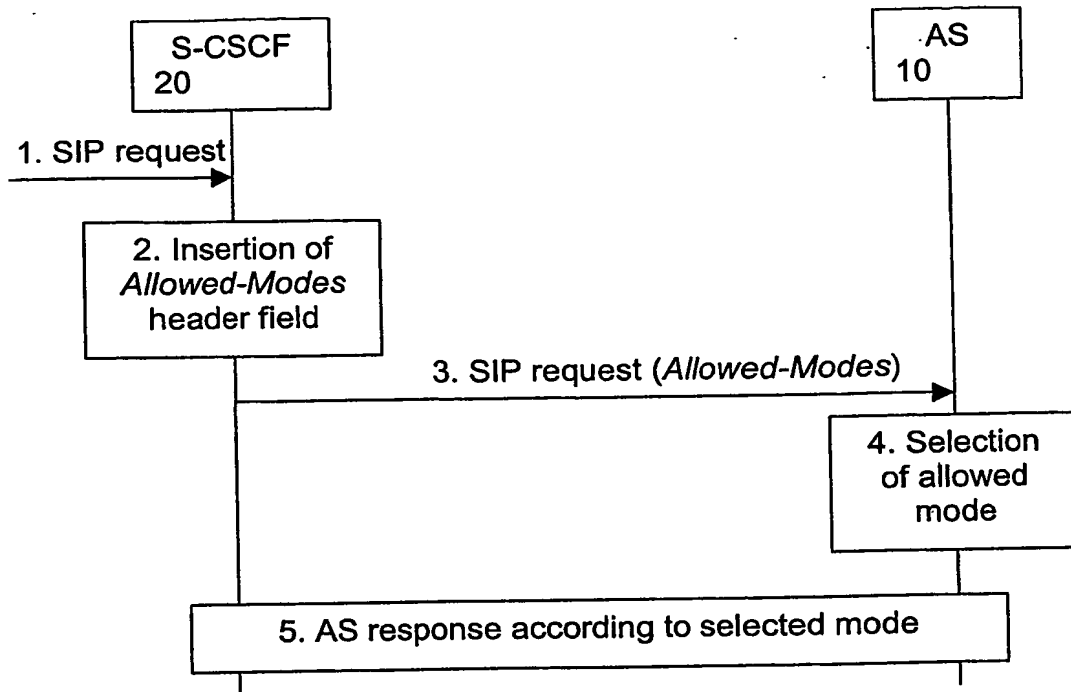 S-CSCF
20
AS
10
1. SIP request
2. Insertion of
Allowed-Modes
header field
3. SIP request (Allowed-Modes)
4. Selection
of allowed
mode
5. AS response according to selected mode